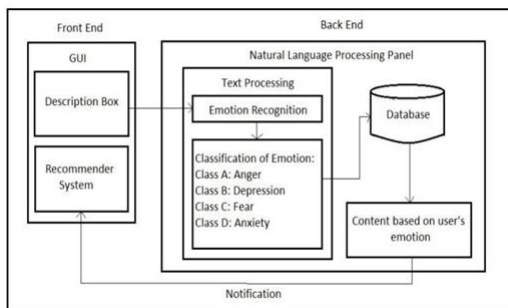 Front End
Back End
GUI
Natural Language Processing Panel
Description Box
Text Processing
Emotion Recognition
Database
Recommender
System
Classification of Emotion:
Class A: Anger
Class B: Depression
Class C: Fear
Class D: Anxiety
Content based on user's
emotion
Notification